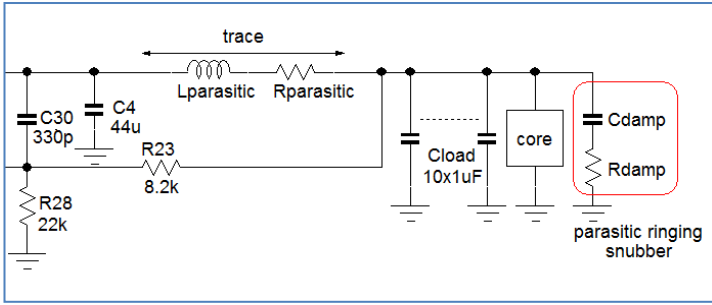 trace
Lparasitic
Rparasitic
C30
330p
C4
44u
R23
8.2k
R28
22k
Cload
10x1uF
core
Cdamp
Rdamp
parasitic ringing
snubber